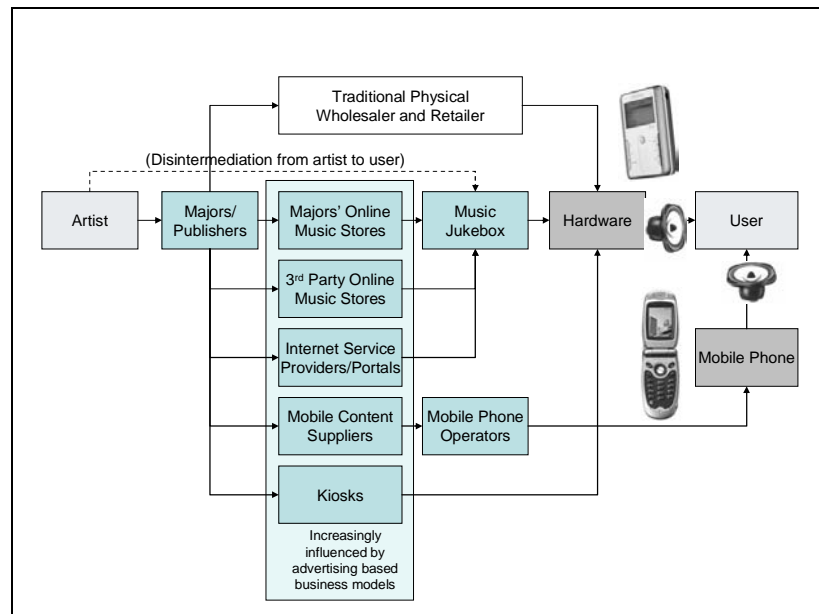 Traditional Physical
Wholesaler and Retailer
(Disintermediation from artist to user)
Artist
Majors/
Publishers
Majors' Online
Music Stores
Music
Jukebox
Hardware
User
3rd Party Online
Music Stores
Internet Service
Providers/Portals
Mobile Phone
Mobile Content
Suppliers
Mobile Phone
Operators
Kiosks
Increasingly
influenced by
advertising based
business models